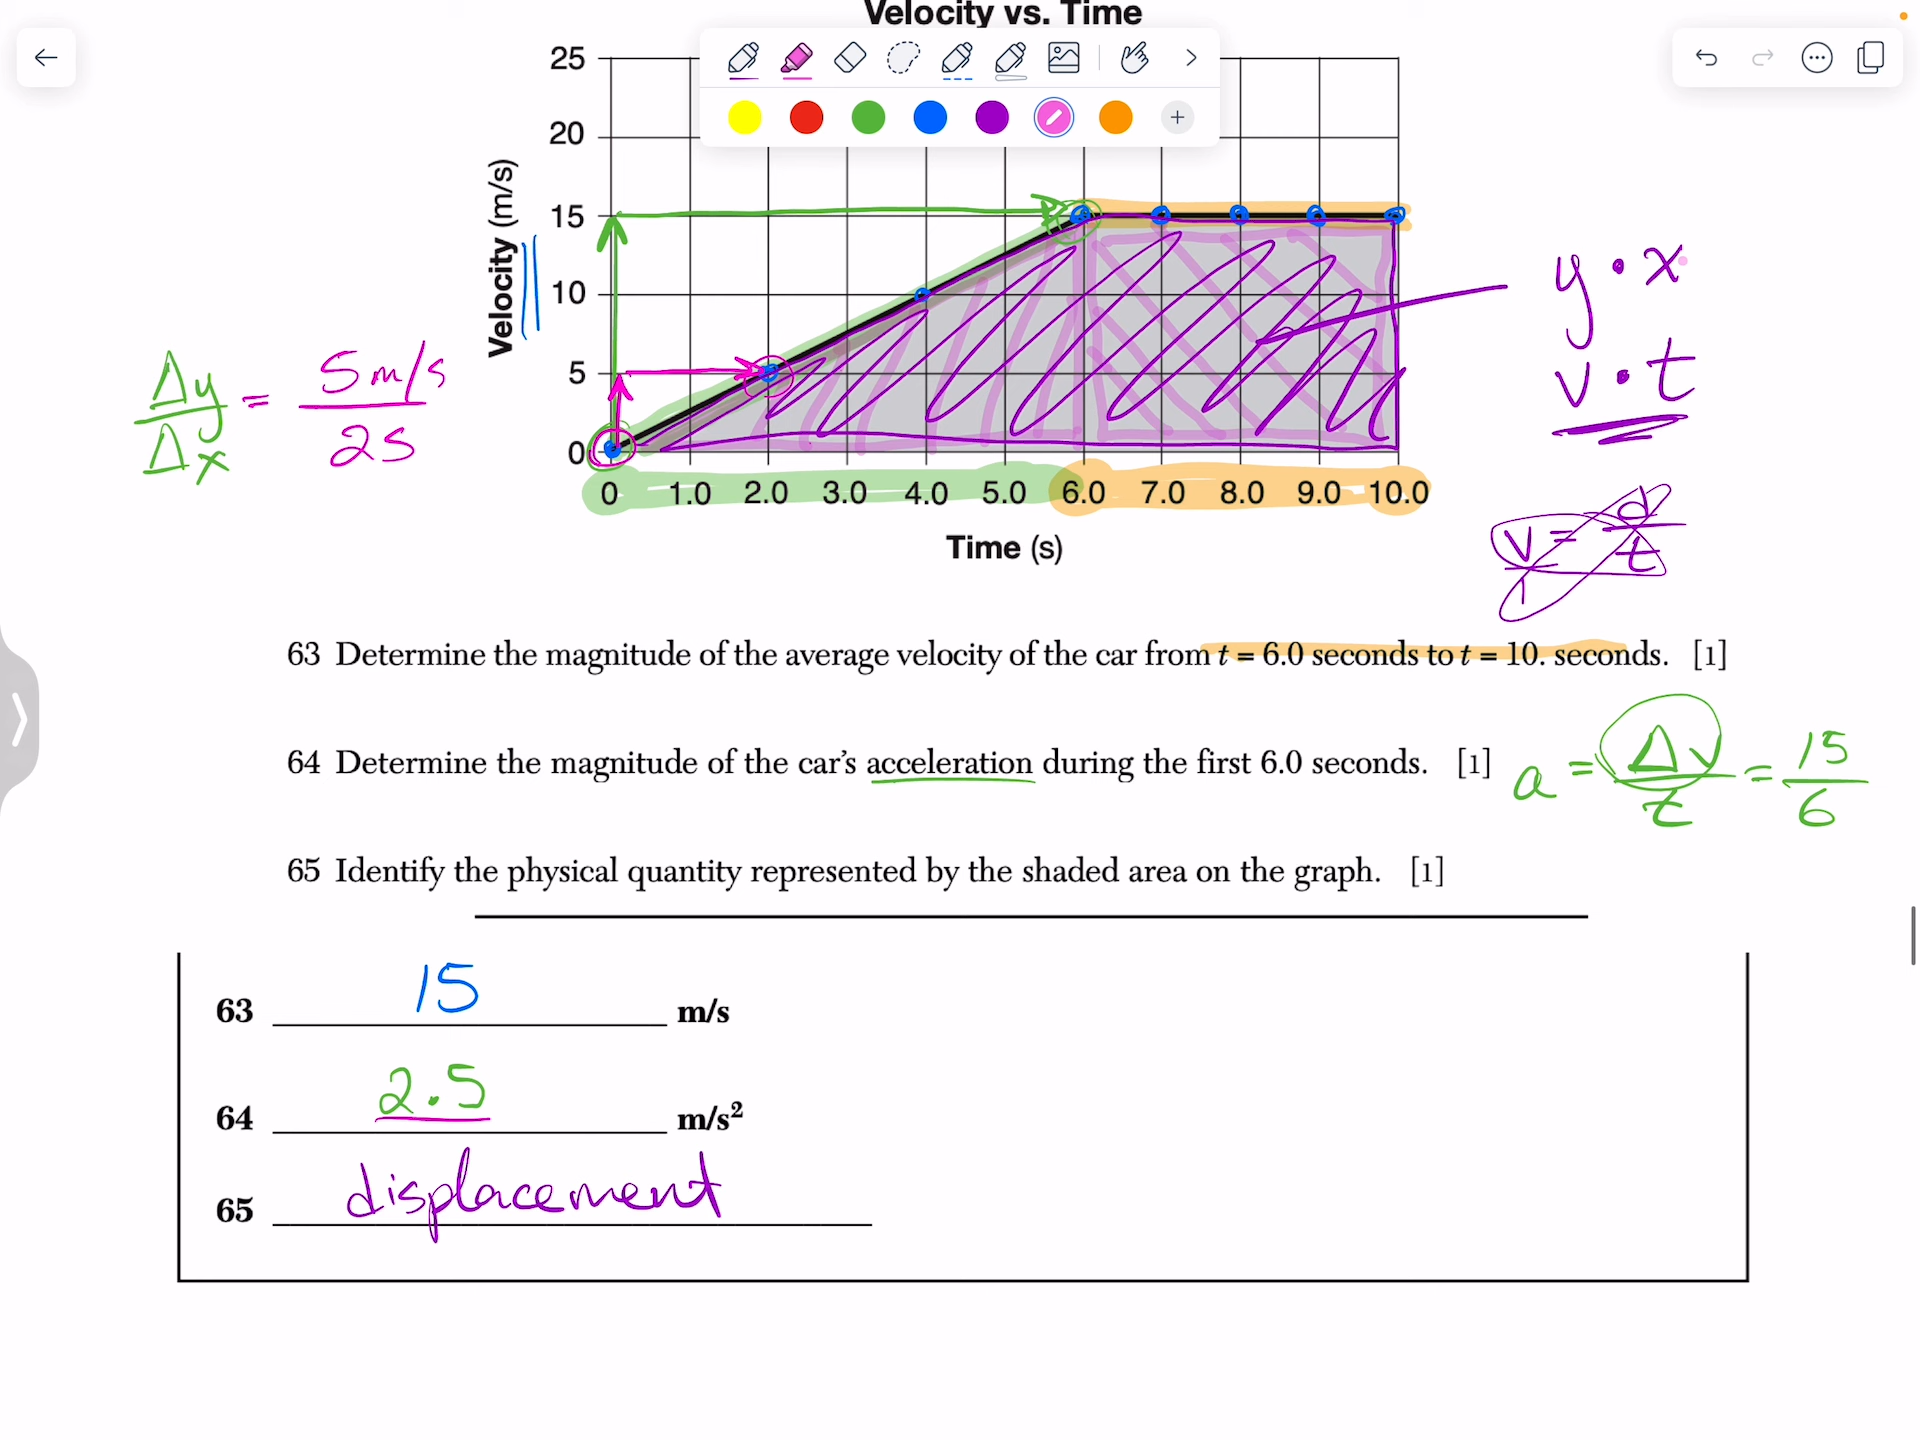 Velocity vs. Time
25
20
15
10
5
0
Velocity (m/s)
0 1.0 2.0 3.0 4.0 5.0 6.0 7.0 8.0 9.0 10.0
Time (s)
Δy/Δx = 5m/s / 2s
y · x
v · t
v/1 = d/t
63 Determine the magnitude of the average velocity of the car from t = 6.0 seconds to t = 10. seconds. [1]
64 Determine the magnitude of the car’s acceleration during the first 6.0 seconds. [1]
a = Δv/t = 15/6
65 Identify the physical quantity represented by the shaded area on the graph. [1]
63 15 m/s
64 2.5 m/s²
65 displacement